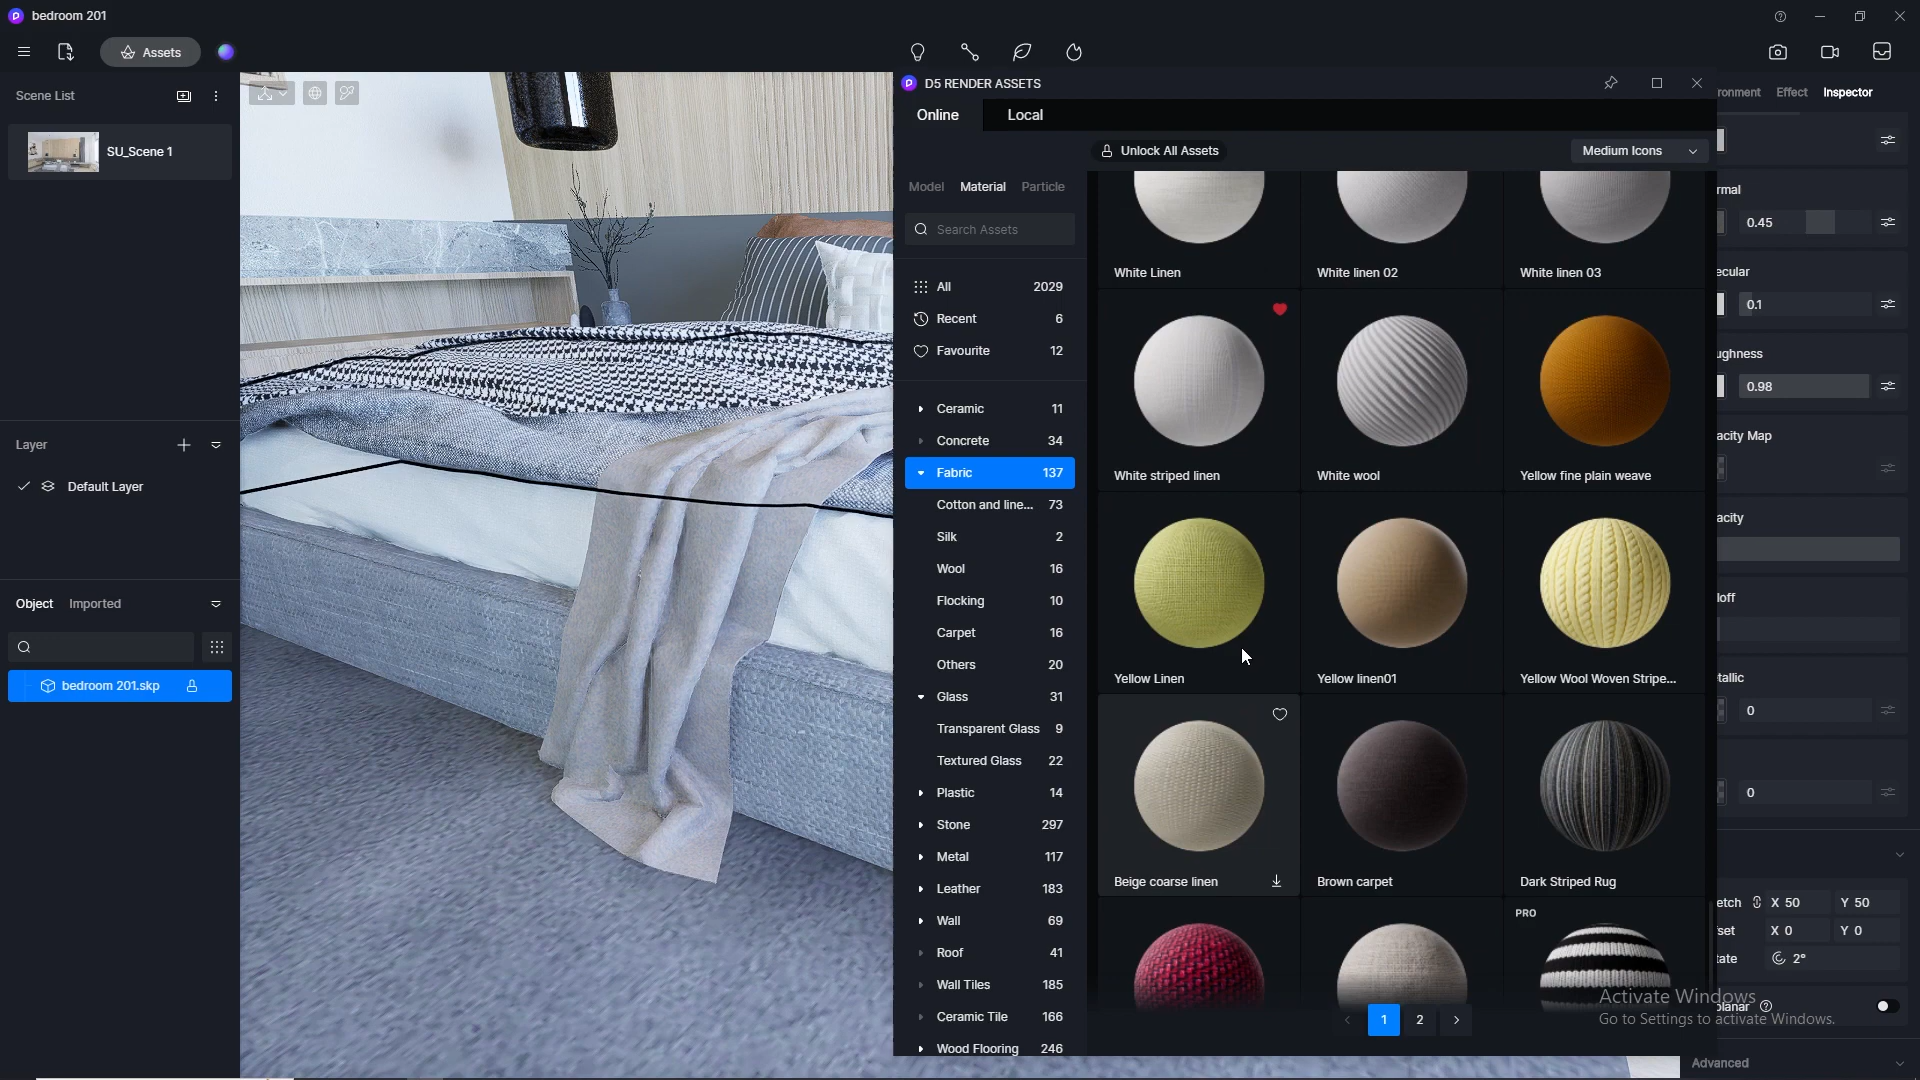 bedroom 201
Assets
Scene List
SU_Scene 1
Layer
Default Layer
Object Imported
bedroom 201.skp
D5 RENDER ASSETS
Online Local
Unlock All Assets
Medium Icons
Model Material Particle
Search Assets
All 2029
Recent 6
Favourite 12
Ceramic 11
Concrete 34
Fabric 137
Cotton and line... 73
Silk 2
Wool 16
Flocking 10
Carpet 16
Others 20
Glass 31
Transparent Glass 9
Textured Glass 22
Plastic 14
Stone 297
Metal 117
Leather 183
Wall 69
Roof 41
Wall Tiles 185
Ceramic Tile 166
Wood Flooring 246
White Linen
White linen 02
White linen 03
White striped linen
White wool
Yellow fine plain weave
Yellow Linen
Yellow linen01
Yellow Wool Woven Stripe...
Beige coarse linen
Brown carpet
Dark Striped Rug
PRO
1 2
ronment Effect Inspector
rmal
0.45
ecular
0.1
ughness
0.98
acity Map
acity
loff
tallic
0
0
etch X 50 Y 50
fset X 0 Y 0
tate 2°
planar
Advanced
Activate Windows
Go to Settings to activate Windows.